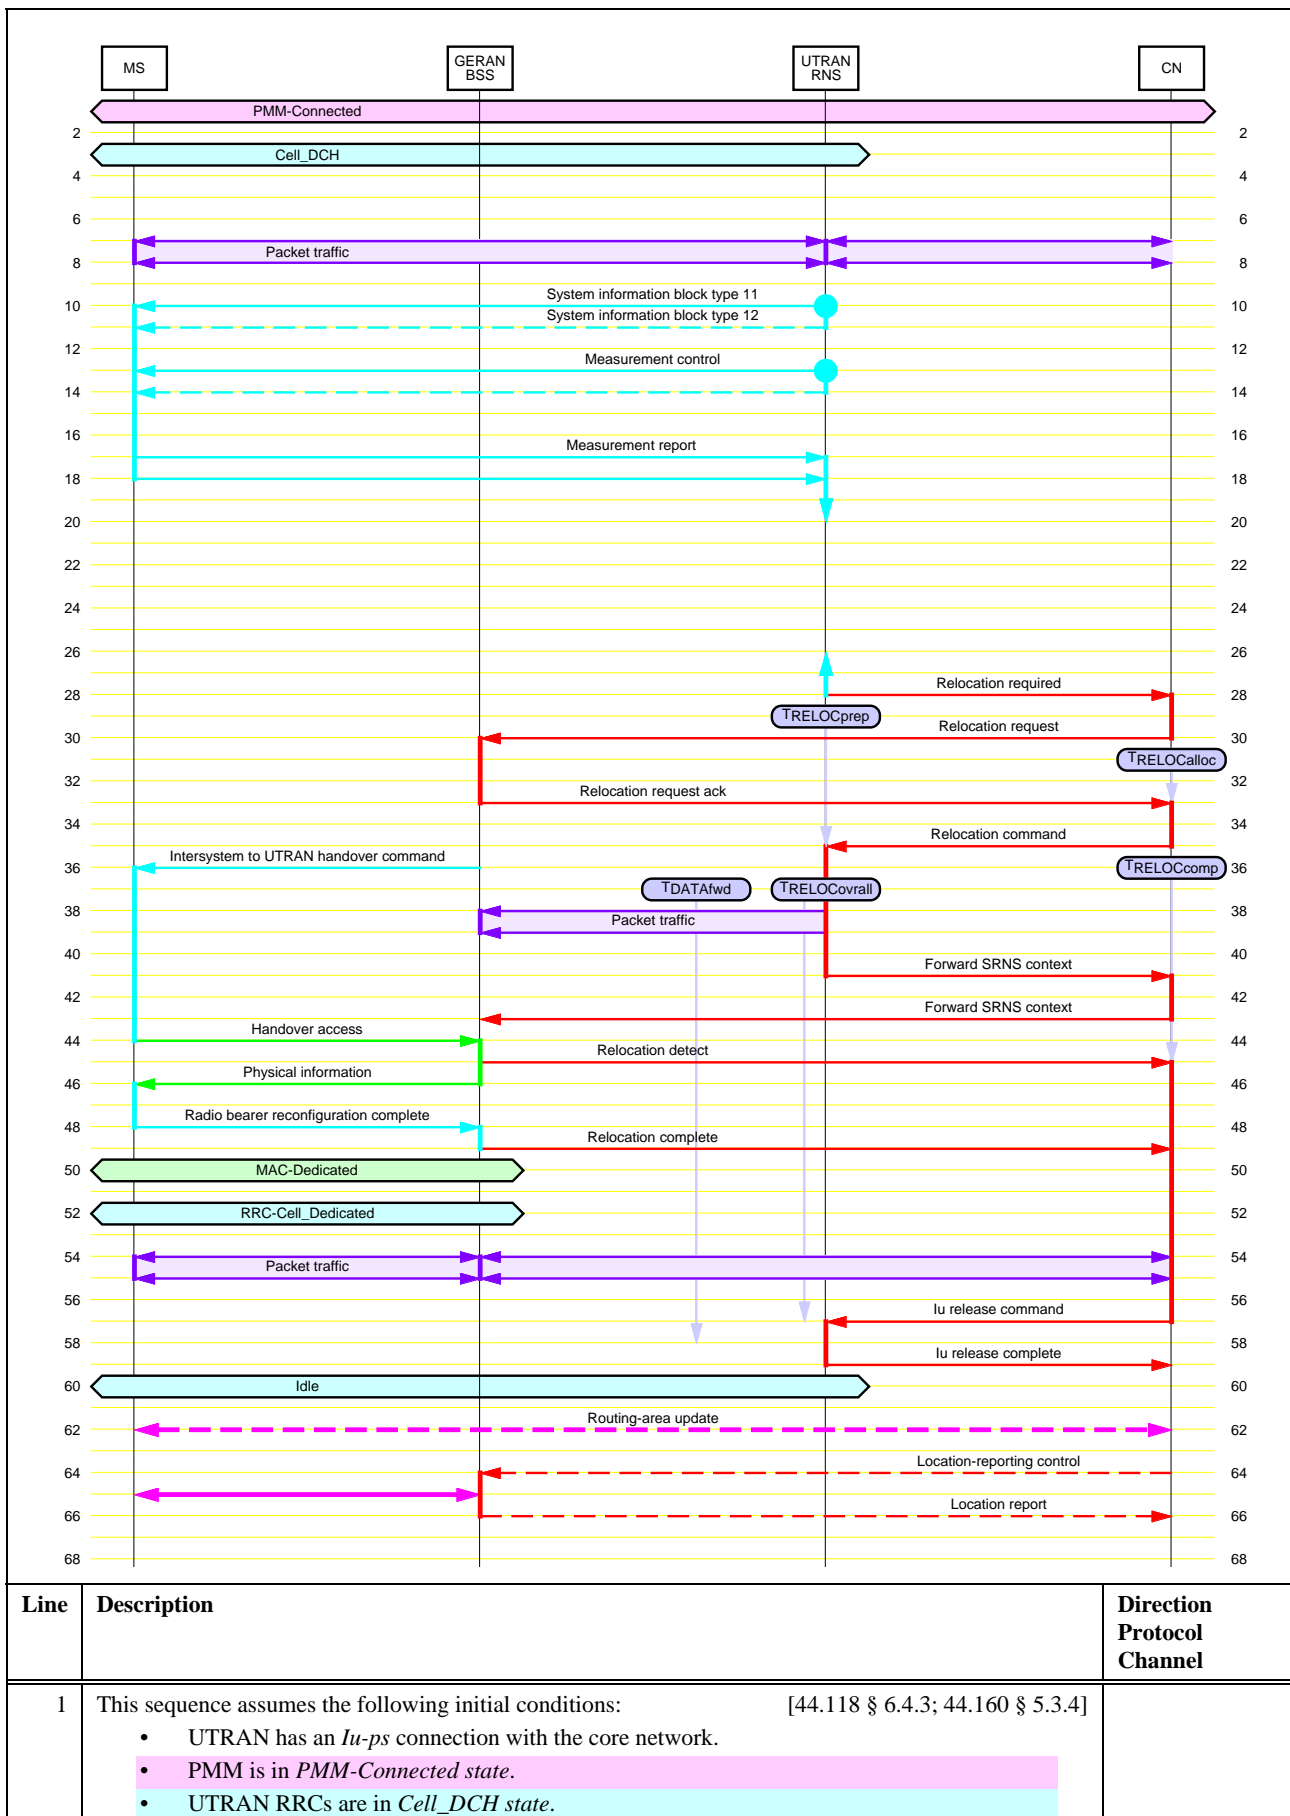 MS
GERAN
BSS
UTRAN
RNS
CN
PMM-Connected
2 2
Cell_DCH
4 4
6 6
Packet traffic
8 8
System information block type 11
10 10
System information block type 12
12 12
Measurement control
14 14
16 16
Measurement report
18 18
20 20
22 22
24 24
26 26
Relocation required
28 28
TRELOCprep
Relocation request
30 30
TRELOCalloc
32 32
Relocation request ack
34 34
Relocation command
Intersystem to UTRAN handover command
36 TRELOCcomp 36
TDATAfwd TRELOCovrall
38 38
Packet traffic
40 40
Forward SRNS context
42 42
Forward SRNS context
Handover access
44 44
Relocation detect
Physical information
46 46
Radio bearer reconfiguration complete
48 48
Relocation complete
50 MAC-Dedicated 50
52 RRC-Cell_Dedicated 52
54 54
Packet traffic
56 56
Iu release command
58 58
Iu release complete
60 Idle 60
Routing-area update
62 62
Location-reporting control
64 64
Location report
66 66
68 68
Line Description Direction
Protocol
Channel
1 This sequence assumes the following initial conditions: [44.118 § 6.4.3; 44.160 § 5.3.4]
• UTRAN has an Iu-ps connection with the core network.
• PMM is in PMM-Connected state.
• UTRAN RRCs are in Cell_DCH state.